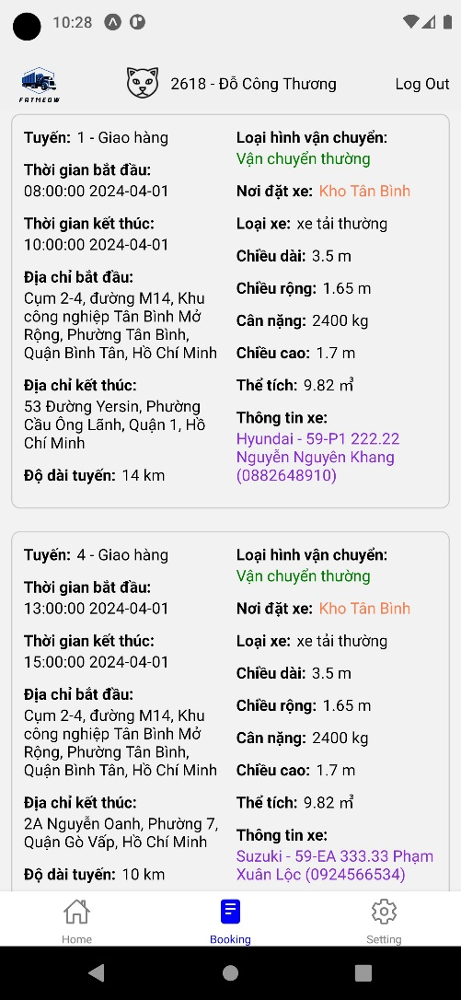 10:28
FATMEOW
2618 - Đỗ Công Thương
Log Out
Tuyến: 1 - Giao hàng
Thời gian bắt đầu:
08:00:00 2024-04-01
Thời gian kết thúc:
10:00:00 2024-04-01
Địa chỉ bắt đầu:
Cụm 2-4, đường M14, Khu
công nghiệp Tân Bình Mở
Rộng, Phường Tân Bình,
Quận Bình Tân, Hồ Chí Minh
Địa chỉ kết thúc:
53 Đường Yersin, Phường
Cầu Ông Lãnh, Quận 1, Hồ
Chí Minh
Độ dài tuyến: 14 km
Loại hình vận chuyển:
Vận chuyển thường
Nơi đặt xe: Kho Tân Bình
Loại xe: xe tải thường
Chiều dài: 3.5 m
Chiều rộng: 1.65 m
Cân nặng: 2400 kg
Chiều cao: 1.7 m
Thể tích: 9.82 m³
Thông tin xe:
Hyundai - 59-P1 222.22
Nguyễn Nguyên Khang
(0882648910)
Tuyến: 4 - Giao hàng
Thời gian bắt đầu:
13:00:00 2024-04-01
Thời gian kết thúc:
15:00:00 2024-04-01
Địa chỉ bắt đầu:
Cụm 2-4, đường M14, Khu
công nghiệp Tân Bình Mở
Rộng, Phường Tân Bình,
Quận Bình Tân, Hồ Chí Minh
Địa chỉ kết thúc:
2A Nguyễn Oanh, Phường 7,
Quận Gò Vấp, Hồ Chí Minh
Độ dài tuyến: 10 km
Loại hình vận chuyển:
Vận chuyển thường
Nơi đặt xe: Kho Tân Bình
Loại xe: xe tải thường
Chiều dài: 3.5 m
Chiều rộng: 1.65 m
Cân nặng: 2400 kg
Chiều cao: 1.7 m
Thể tích: 9.82 m³
Thông tin xe:
Suzuki - 59-EA 333.33 Phạm
Xuân Lộc (0924566534)
Home
Booking
Setting